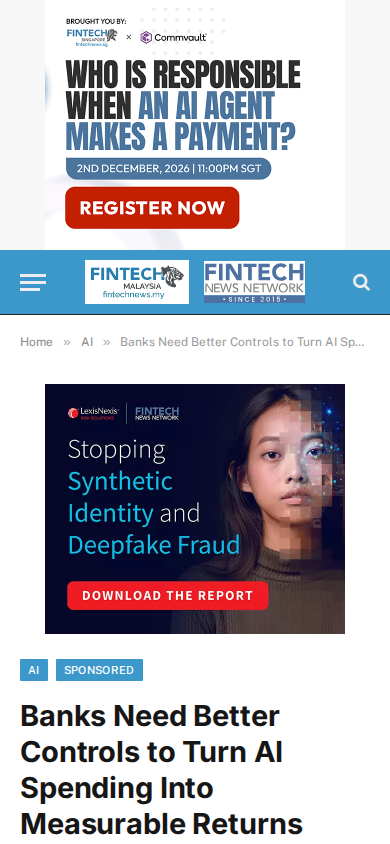 BROUGHT YOU BY:
FINTECH
SINGAPORE
fintechnews.sg
×
Commvault
WHO IS RESPONSIBLE
WHEN AN AI AGENT
MAKES A PAYMENT?
2ND DECEMBER, 2026 | 11:00PM SGT
REGISTER NOW
FINTECH
MALAYSIA
fintechnews.my
FINTECH
NEWS NETWORK
• SINCE 2015 •
Home » AI » Banks Need Better Controls to Turn AI Sp...
LexisNexis
RISK SOLUTIONS
FINTECH
NEWS NETWORK
Stopping
Synthetic
Identity and
Deepfake Fraud
DOWNLOAD THE REPORT
AI SPONSORED
Banks Need Better
Controls to Turn AI
Spending Into
Measurable Returns